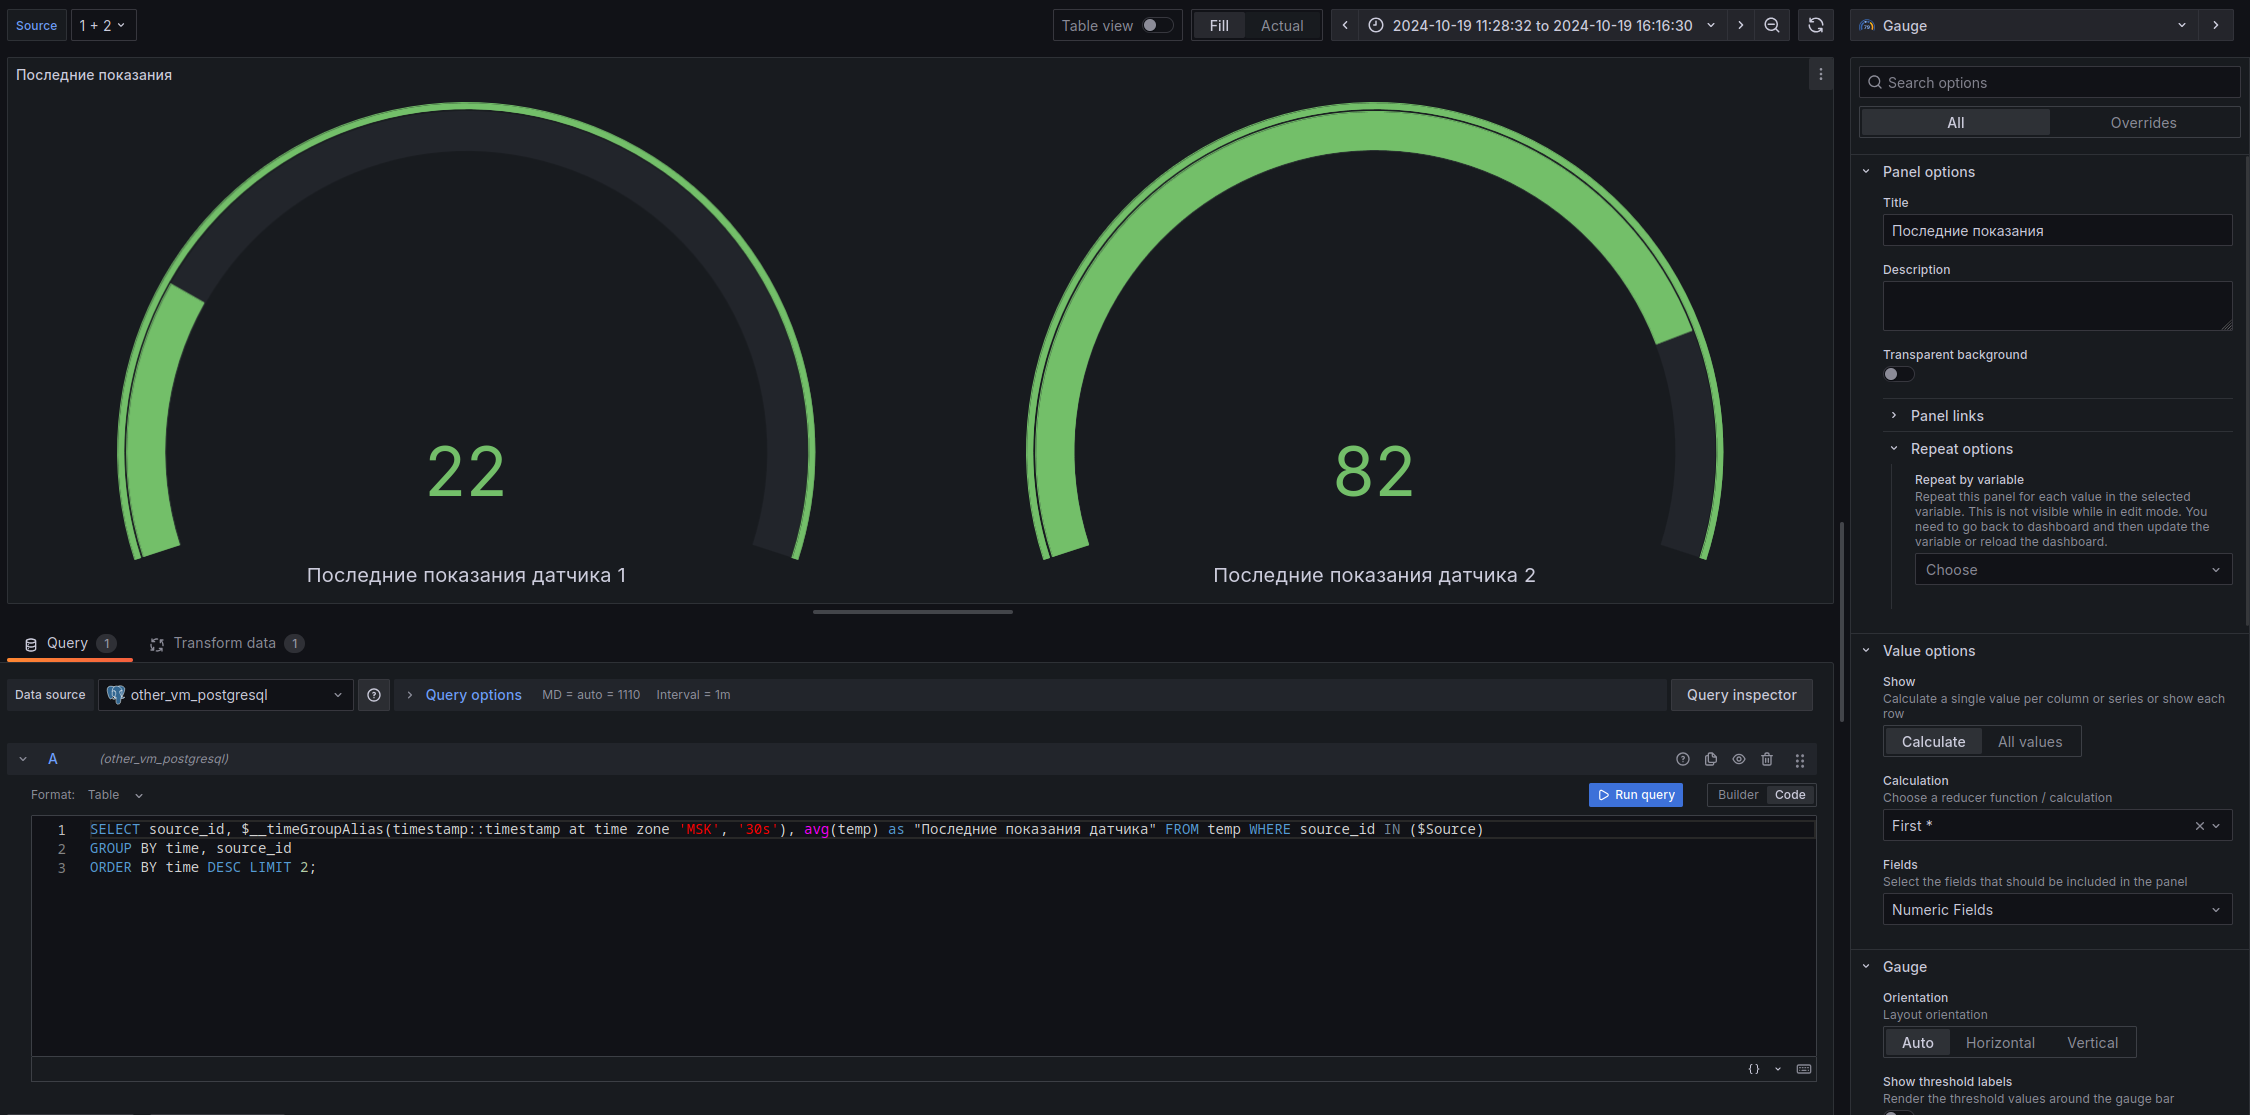 Source 1 + 2 Table view Fill Actual 2024-10-19 11:28:32 to 2024-10-19 16:16:30 Gauge
Последние показания
Search options
All Overrides
22
Последние показания датчика 1
82
Последние показания датчика 2
Panel options
Title
Последние показания
Description
Transparent background
Panel links
Repeat options
Repeat by variable
Repeat this panel for each value in the selected
variable. This is not visible while in edit mode. You
need to go back to dashboard and then update the
variable or reload the dashboard.
Choose
Query 1 Transform data 1
Data source other_vm_postgresql Query options MD = auto = 1110 Interval = 1m Query inspector
A (other_vm_postgresql)
Format: Table Run query Builder Code
1 SELECT source_id, $__timeGroupAlias(timestamp::timestamp at time zone 'MSK', '30s'), avg(temp) as "Последние показания датчика" FROM temp WHERE source_id IN ($Source)
2 GROUP BY time, source_id
3 ORDER BY time DESC LIMIT 2;
{}
Value options
Show
Calculate a single value per column or series or show each
row
Calculate All values
Calculation
Choose a reducer function / calculation
First *
Fields
Select the fields that should be included in the panel
Numeric Fields
Gauge
Orientation
Layout orientation
Auto Horizontal Vertical
Show threshold labels
Render the threshold values around the gauge bar